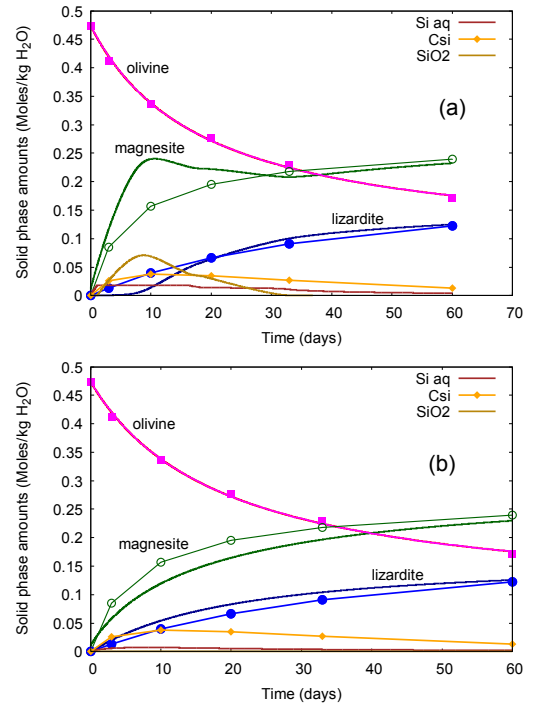 0.5
0.45
0.4
0.35
0.3
0.25
0.2
0.15
0.1
0.05
0
0 10 20 30 40 50 60 70
Solid phase amounts (Moles/kg H₂O)
Time (days)
Si aq
Csi
SiO2
olivine
(a)
magnesite
lizardite
0.5
0.45
0.4
0.35
0.3
0.25
0.2
0.15
0.1
0.05
0
0 10 20 30 40 50 60
Solid phase amounts (Moles/kg H₂O)
Time (days)
Si aq
Csi
SiO2
olivine
(b)
magnesite
lizardite